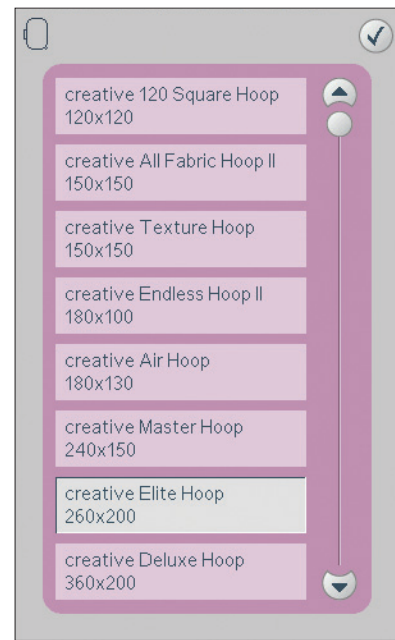 creative 120 Square Hoop
120x120
creative All Fabric Hoop II
150x150
creative Texture Hoop
150x150
creative Endless Hoop II
180x100
creative Air Hoop
180x130
creative Master Hoop
240x150
creative Elite Hoop
260x200
creative Deluxe Hoop
360x200